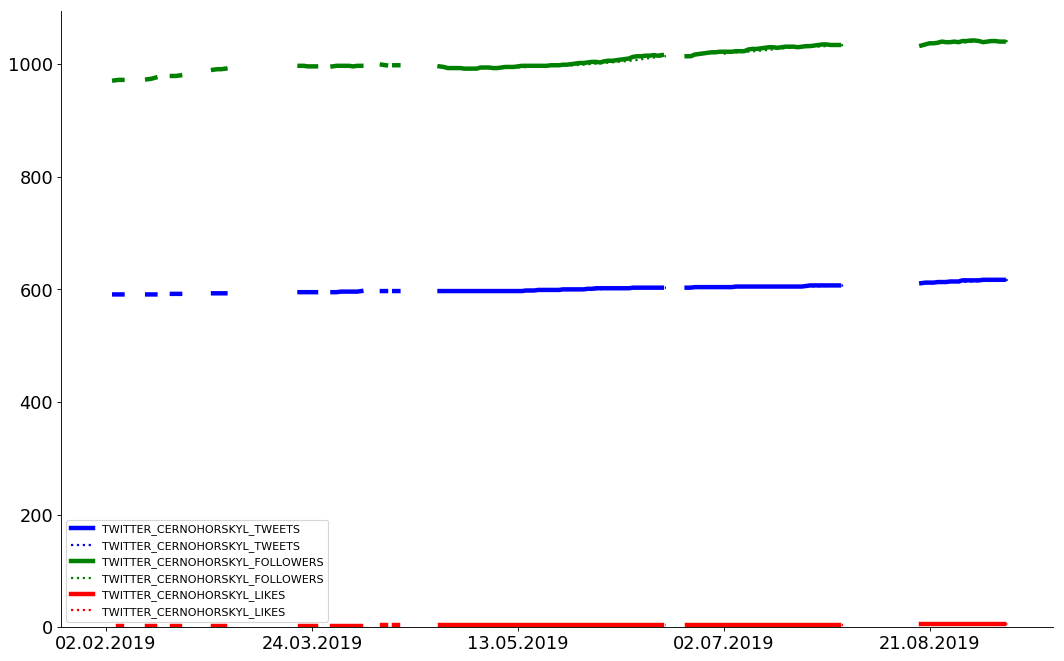 1000
800
600
400
200
0
TWITTER_CERNOHORSKYL_TWEETS
TWITTER_CERNOHORSKYL_TWEETS
TWITTER_CERNOHORSKYL_FOLLOWERS
TWITTER_CERNOHORSKYL_FOLLOWERS
TWITTER_CERNOHORSKYL_LIKES
TWITTER_CERNOHORSKYL_LIKES
02.02.2019 24.03.2019 13.05.2019 02.07.2019 21.08.2019